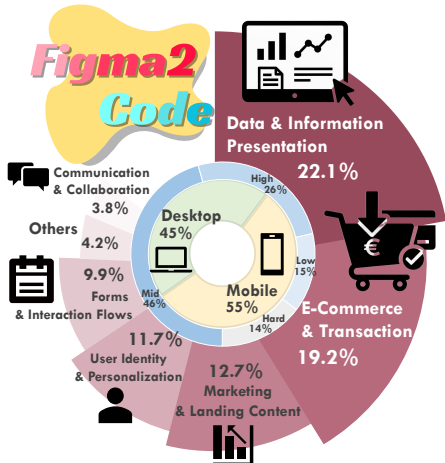 Figma2
Code
Data & Information
Presentation
22.1%
E-Commerce
& Transaction
19.2%
12.7%
Marketing
& Landing Content
11.7%
User Identity
& Personalization
9.9%
Forms
& Interaction Flows
Others
4.2%
Communication
& Collaboration
3.8%
High
26%
Low
15%
Hard
14%
Mid
46%
Desktop
45%
Mobile
55%
€